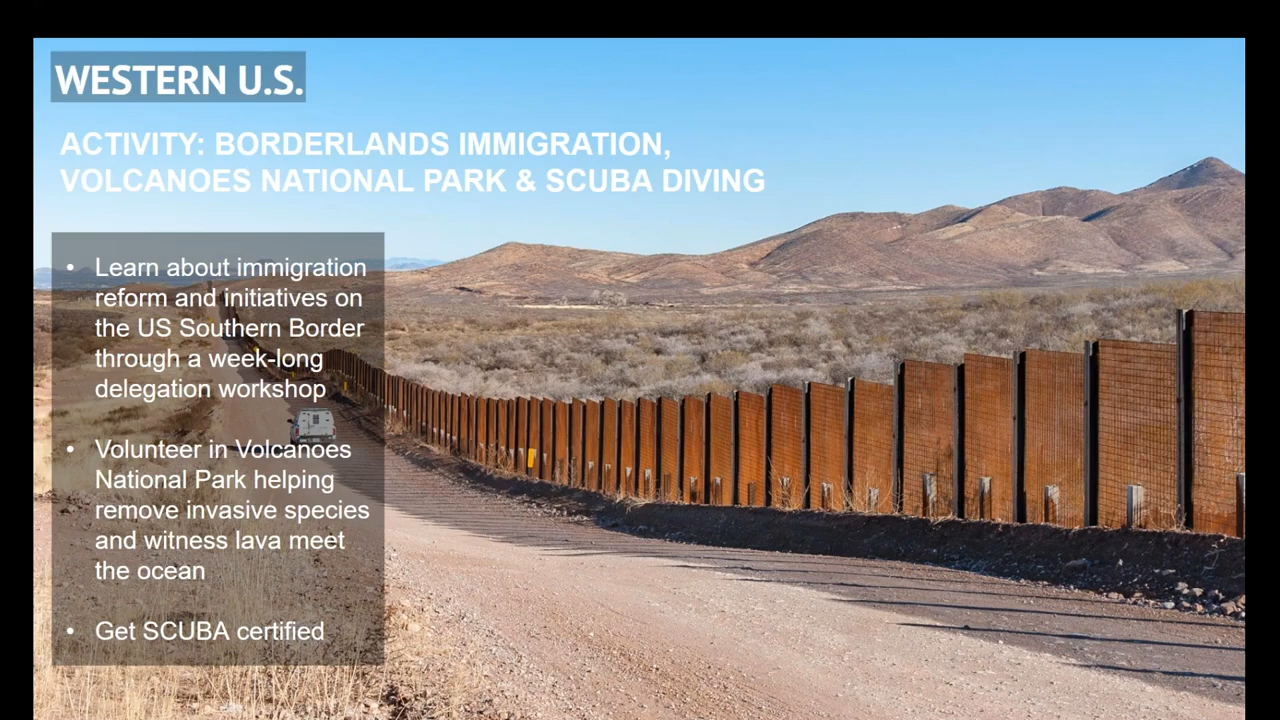 WESTERN U.S.
ACTIVITY: BORDERLANDS IMMIGRATION,
VOLCANOES NATIONAL PARK & SCUBA DIVING
• Learn about immigration
reform and initiatives on
the US Southern Border
through a week-long
delegation workshop
• Volunteer in Volcanoes
National Park helping
remove invasive species
and witness lava meet
the ocean
• Get SCUBA certified